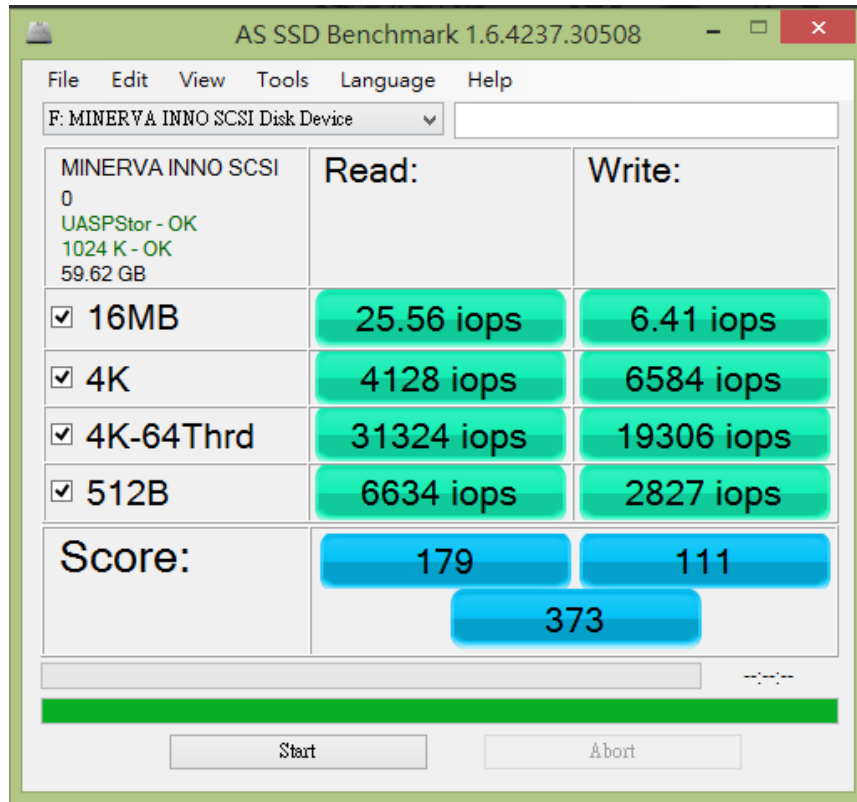 AS SSD Benchmark 1.6.4237.30508
File Edit View Tools Language Help
F: MINERVA INNO SCSI Disk Device
MINERVA INNO SCSI
0
UASPStor - OK
1024 K - OK
59.62 GB
Read:
Write:
16MB
25.56 iops
6.41 iops
4K
4128 iops
6584 iops
4K-64Thrd
31324 iops
19306 iops
512B
6634 iops
2827 iops
Score:
179
111
373
--:--:--
Start
Abort